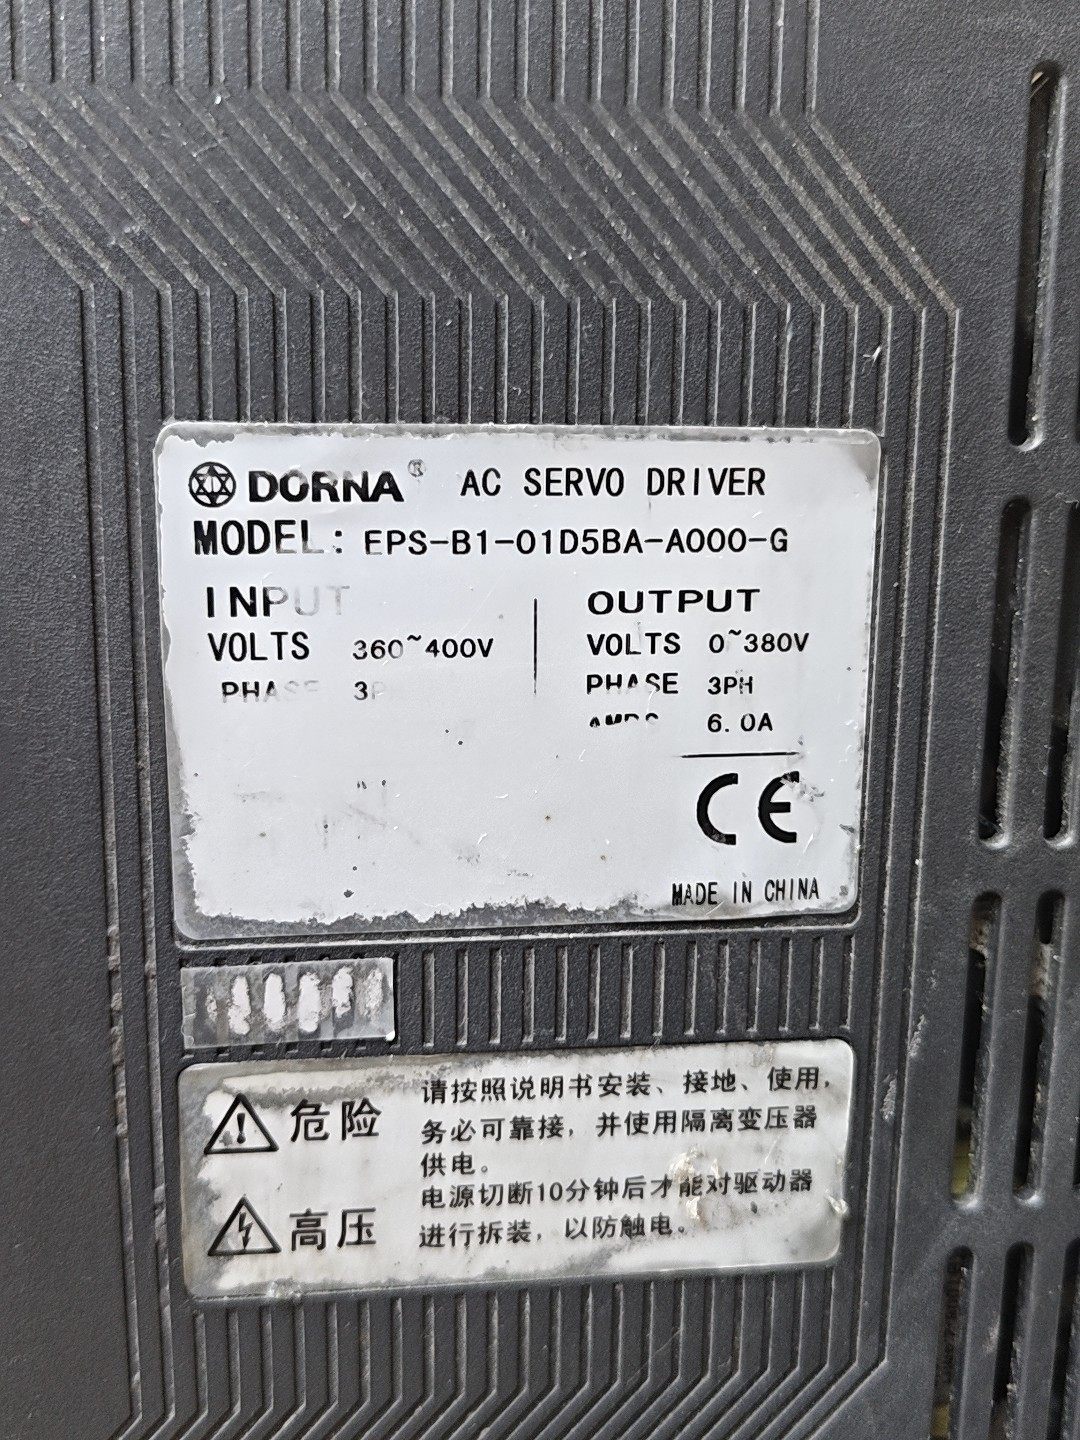 DORNA® AC SERVO DRIVER
MODEL: EPS-B1-01D5BA-A000-G
INPUT
VOLTS 360~400V
PHASE 3P
OUTPUT
VOLTS 0~380V
PHASE 3PH
6.0A
CE
MADE IN CHINA
危险
请按照说明书安装、接地、使用，
务必可靠接，并使用隔离变压器
供电。
高压
电源切断10分钟后才能对驱动器
进行拆装，以防触电。